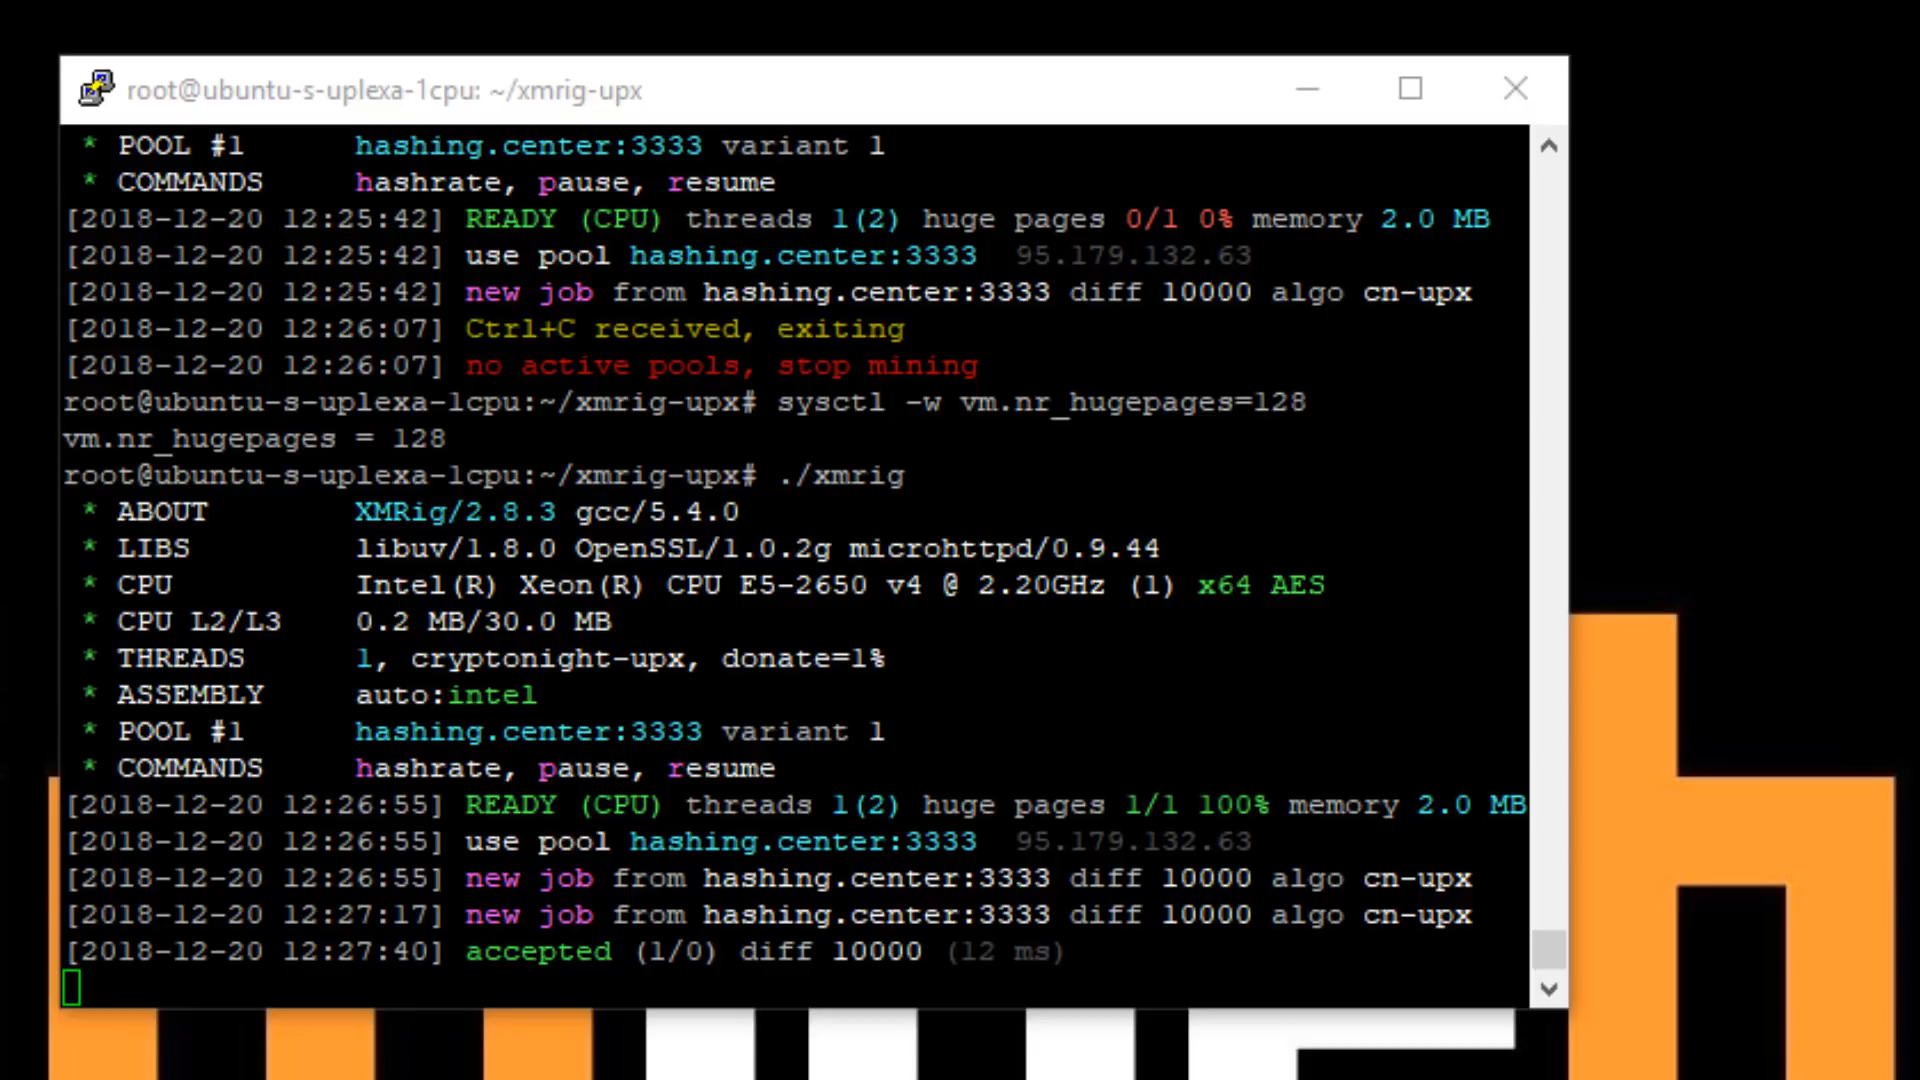 root@ubuntu-s-uplexa-1cpu: ~/xmrig-upx
* POOL #1 hashing.center:3333 variant 1
* COMMANDS hashrate, pause, resume
[2018-12-20 12:25:42] READY (CPU) threads 1(2) huge pages 0/1 0% memory 2.0 MB
[2018-12-20 12:25:42] use pool hashing.center:3333 95.179.132.63
[2018-12-20 12:25:42] new job from hashing.center:3333 diff 10000 algo cn-upx
[2018-12-20 12:26:07] Ctrl+C received, exiting
[2018-12-20 12:26:07] no active pools, stop mining
root@ubuntu-s-uplexa-1cpu:~/xmrig-upx# sysctl -w vm.nr_hugepages=128
vm.nr_hugepages = 128
root@ubuntu-s-uplexa-1cpu:~/xmrig-upx# ./xmrig
* ABOUT XMRig/2.8.3 gcc/5.4.0
* LIBS libuv/1.8.0 OpenSSL/1.0.2g microhttpd/0.9.44
* CPU Intel(R) Xeon(R) CPU E5-2650 v4 @ 2.20GHz (1) x64 AES
* CPU L2/L3 0.2 MB/30.0 MB
* THREADS 1, cryptonight-upx, donate=1%
* ASSEMBLY auto:intel
* POOL #1 hashing.center:3333 variant 1
* COMMANDS hashrate, pause, resume
[2018-12-20 12:26:55] READY (CPU) threads 1(2) huge pages 1/1 100% memory 2.0 MB
[2018-12-20 12:26:55] use pool hashing.center:3333 95.179.132.63
[2018-12-20 12:26:55] new job from hashing.center:3333 diff 10000 algo cn-upx
[2018-12-20 12:27:17] new job from hashing.center:3333 diff 10000 algo cn-upx
[2018-12-20 12:27:40] accepted (1/0) diff 10000 (12 ms)